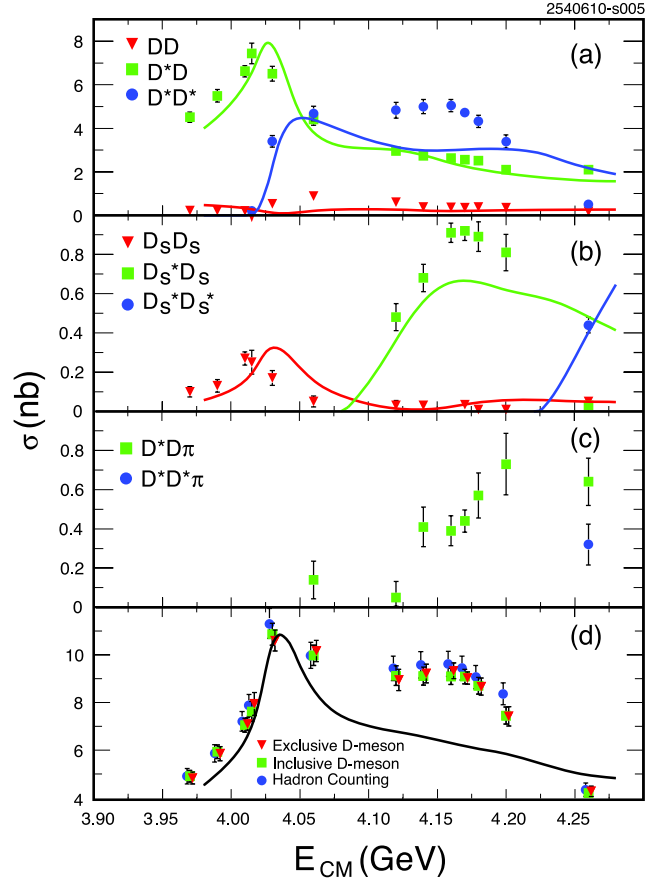 2540610-s005
(a)
DD
D*D
D*D*
8
6
4
2
0
(b)
DSDS
DS*DS
DS*DS*
0.8
0.6
0.4
0.2
0
σ (nb)
(c)
D*Dπ
D*D*π
0.8
0.6
0.4
0.2
0
(d)
10
8
6
4
Exclusive D-meson
Inclusive D-meson
Hadron Counting
3.90 3.95 4.00 4.05 4.10 4.15 4.20 4.25
ECM (GeV)